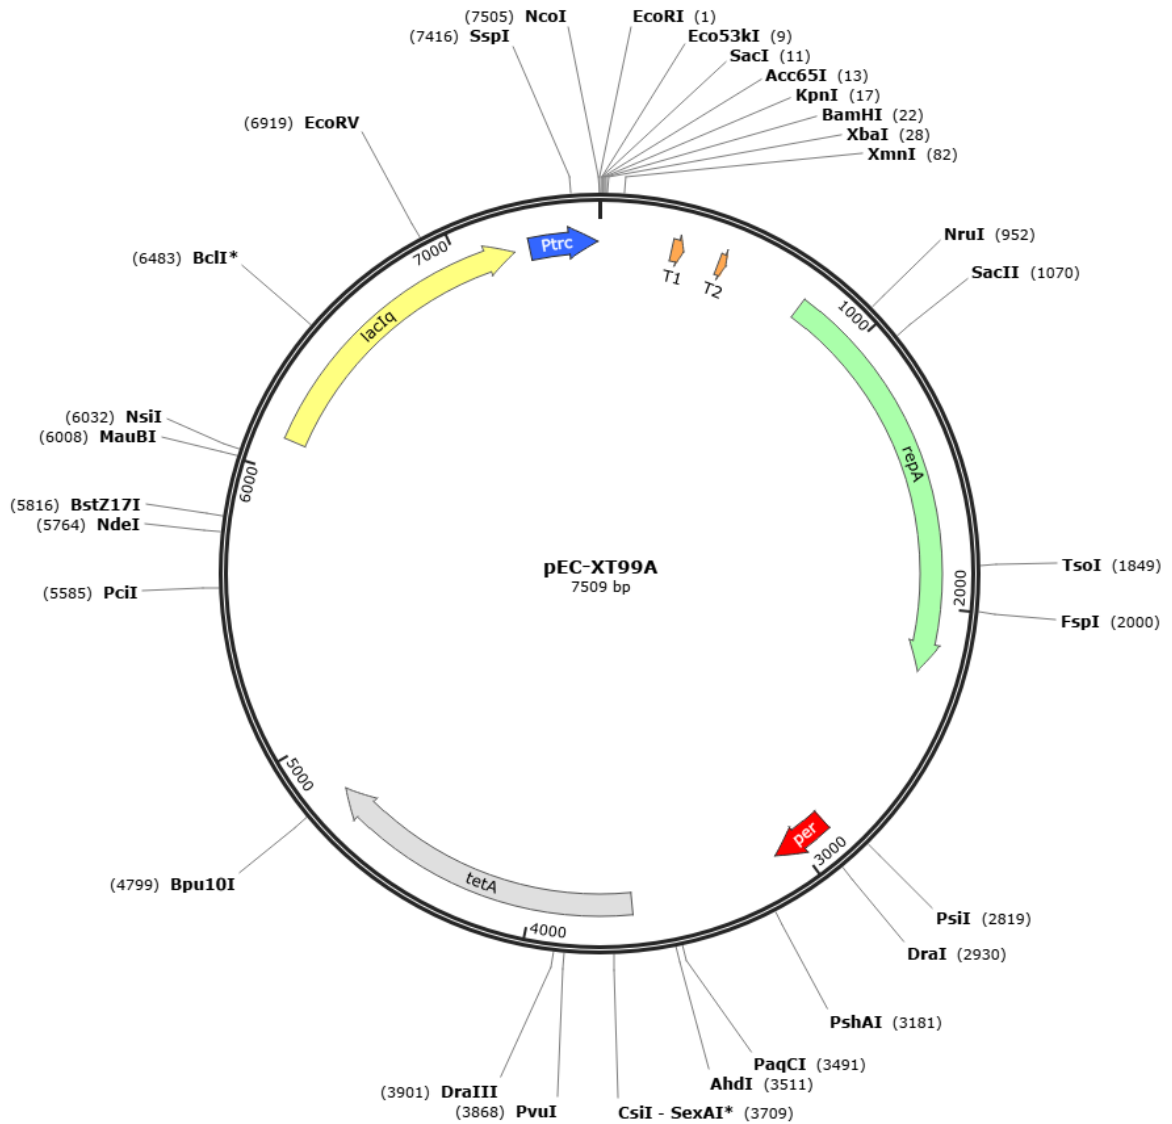 (7505) NcoI
EcoRI (1)
(7416) SspI
Eco53kI (9)
SacI (11)
Acc65I (13)
KpnI (17)
BamHI (22)
(6919) EcoRV
XbaI (28)
XmnI (82)
Ptrc
NruI (952)
7000
(6483) BclI*
T1
T2
SacII (1070)
1000
lacIq
(6032) NsiI
(6008) MauBI
repA
6000
(5816) BstZ17I
(5764) NdeI
pEC-XT99A
7509 bp
TsoI (1849)
(5585) PciI
2000
FspI (2000)
5000
per
3000
(4799) Bpu10I
tetA
PsiI (2819)
4000
DraI (2930)
PshAI (3181)
PaqCI (3491)
(3901) DraIII
AhdI (3511)
(3868) PvuI
CsiI - SexAI* (3709)